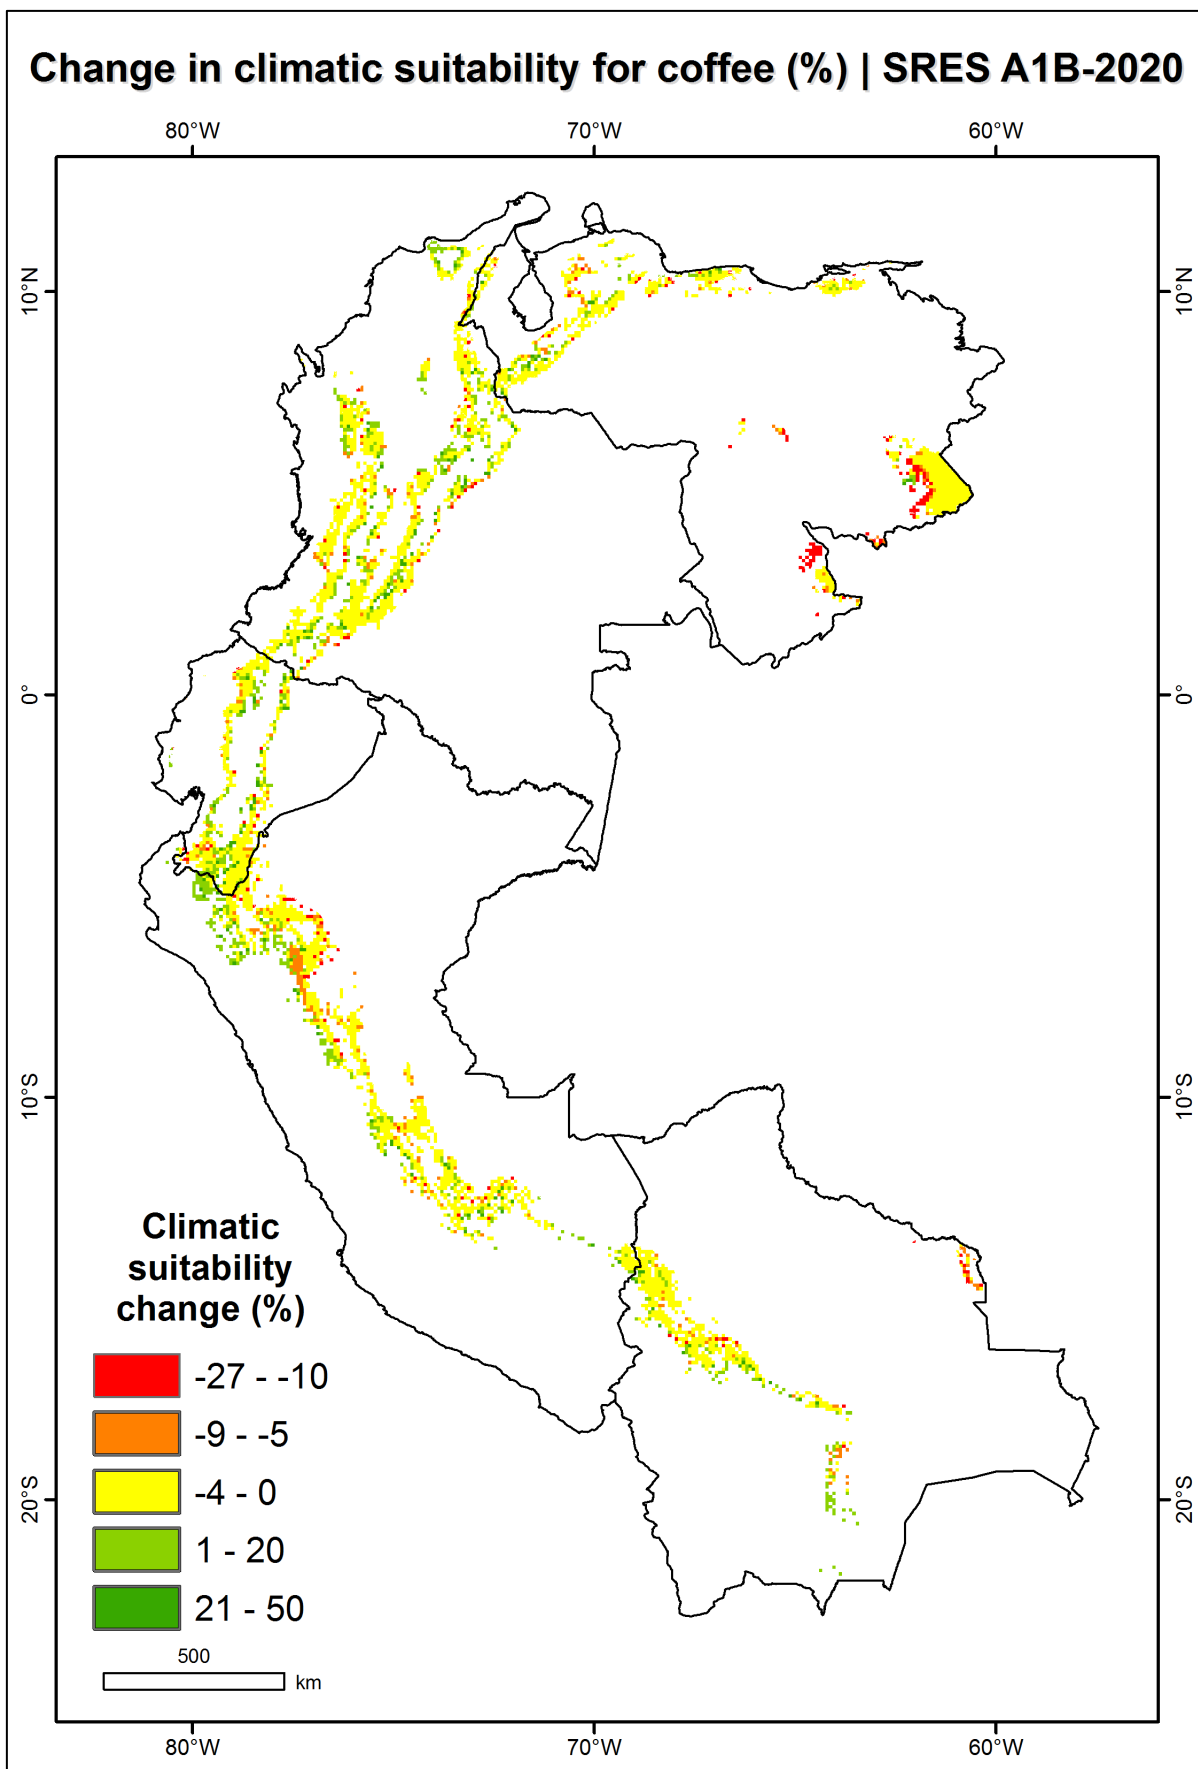 Change in climatic suitability for coffee (%) | SRES A1B-2020
80°W 70°W 60°W
10°N 10°N
0° 0°
10°S 10°S
20°S 20°S
Climatic
suitability
change (%)
-27 - -10
-9 - -5
-4 - 0
1 - 20
21 - 50
500
km
80°W 70°W 60°W